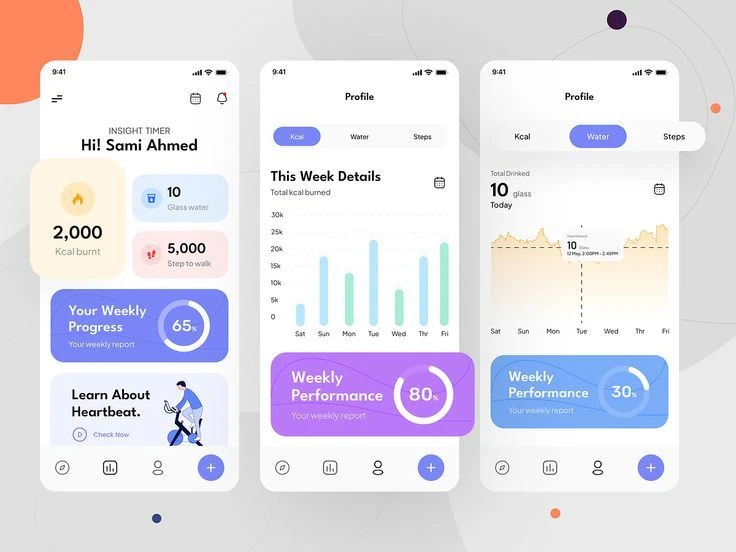 9:41
INSIGHT TIMER
Hi! Sami Ahmed
2,000
Kcal burnt
10
Glass water
5,000
Step to walk
Your Weekly
Progress
Your weekly report
65%
Learn About
Heartbeat.
Check Now
9:41
Profile
Kcal Water Steps
This Week Details
Total kcal burned
30k
25k
20k
15k
10k
5k
0
Sat Sun Mon Tue Wed Thr Fri
Weekly
Performance
Your weekly report
80%
9:41
Profile
Kcal Water Steps
Total Drinked
10 glass
Today
Total Drinked
10 Glass
12 May, 2:00PM - 2:45PM
Sat Sun Mon Tue Wed Thr Fri
Weekly
Performance
Your weekly report
30%